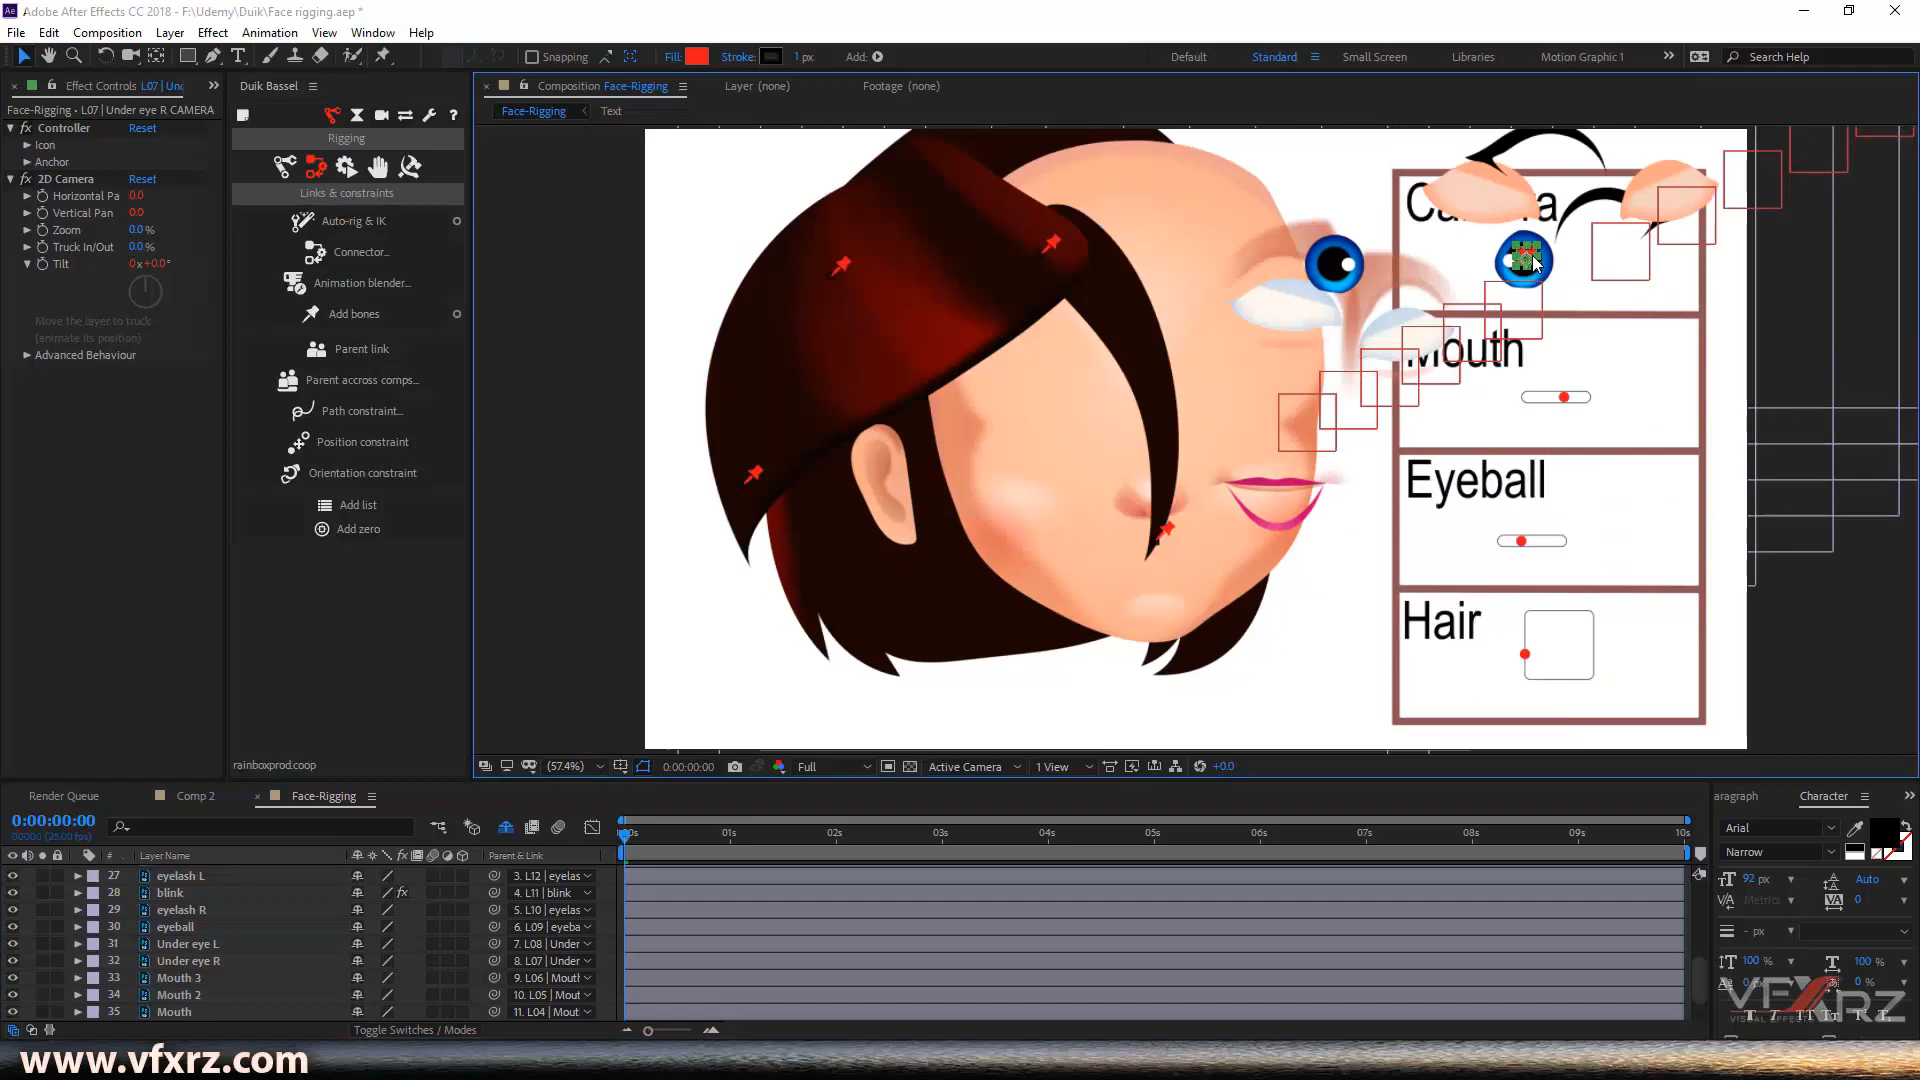 Adobe After Effects CC 2018 - F:\Udemy\Duik\Face rigging.aep *
File Edit Composition Layer Effect Animation View Window Help
Snapping Fill: Stroke: 1 px Add: Default Standard Small Screen Libraries Motion Graphic 1 Search Help
Effect Controls L07 | Und
Duik Bassel
Composition Face-Rigging Layer (none) Footage (none)
Face-Rigging • L07 | Under eye R CAMERA
Face-Rigging Text
Controller Reset
Icon
Anchor
2D Camera Reset
Horizontal Pa 0.0
Vertical Pan 0.0
Zoom 0.0 %
Truck In/Out 0.0 %
Tilt 0x+0.0°
Move the layer to truck
(animate its position)
Advanced Behaviour
Rigging
Links & constraints
Auto-rig & IK
Connector...
Animation blender...
Add bones
Parent link
Parent accross comps...
Path constraint...
Position constraint
Orientation constraint
Add list
Add zero
rainboxprod.coop
Mouth
Eyeball
Hair
(57.4%) 0:00:00:00 Full Active Camera 1 View +0.0
Render Queue Comp 2 Face-Rigging
0:00:00:00
00000 (25.00 fps)
01s 02s 03s 04s 05s 06s 07s 08s 09s 10s
# Layer Name Parent & Link
27 eyelash L 3. L12 | eyelas
28 blink 4. L11 | blink
29 eyelash R 5. L10 | eyelas
30 eyeball 6. L09 | eyeba
31 Under eye L 7. L08 | Under
32 Under eye R 8. L07 | Under
33 Mouth 3 9. L06 | Mouth
34 Mouth 2 10. L05 | Mout
35 Mouth 11. L04 | Mout
Toggle Switches / Modes
aragraph Character
Arial
Narrow
92 px Auto
Metrics 0
- px
100 % 100 %
0 %
VFXRZ
www.vfxrz.com